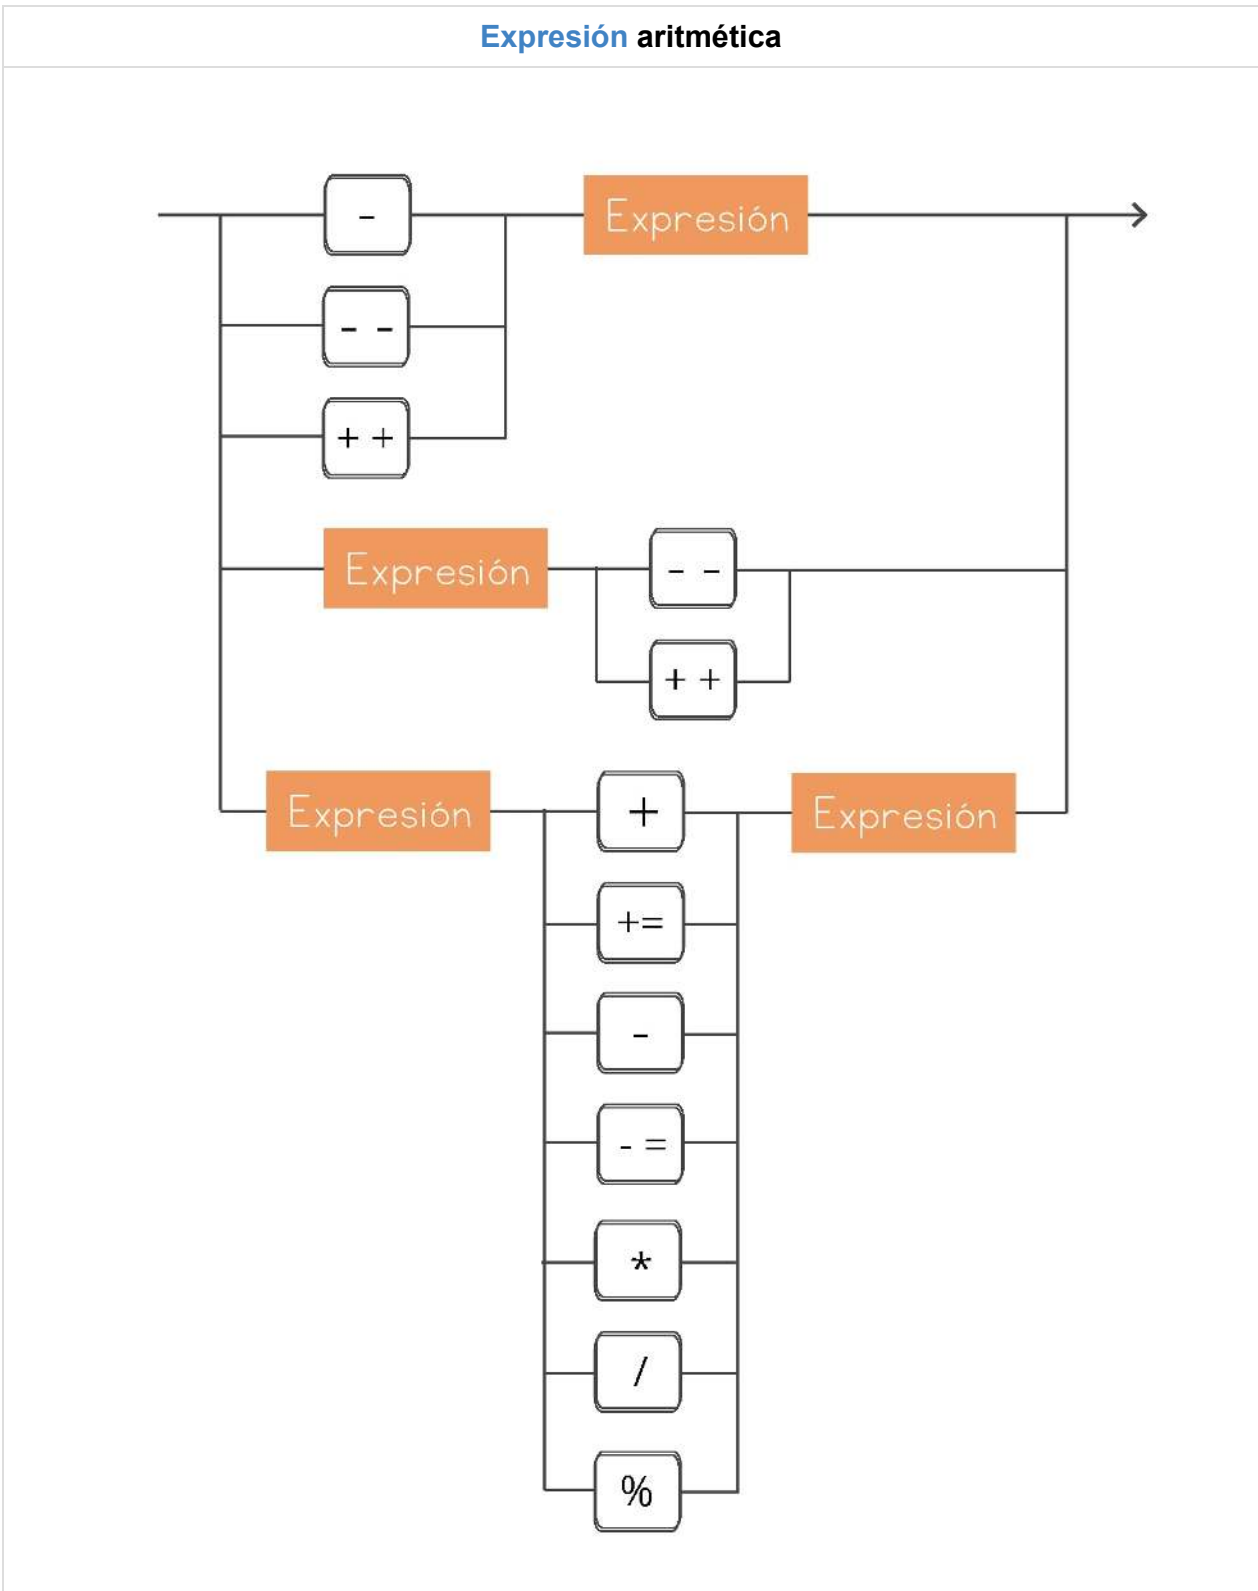 Expresión aritmética
- Expresión
- -
+ +
Expresión - -
+ +
Expresión + Expresión
+=
-
- =
*
/
%